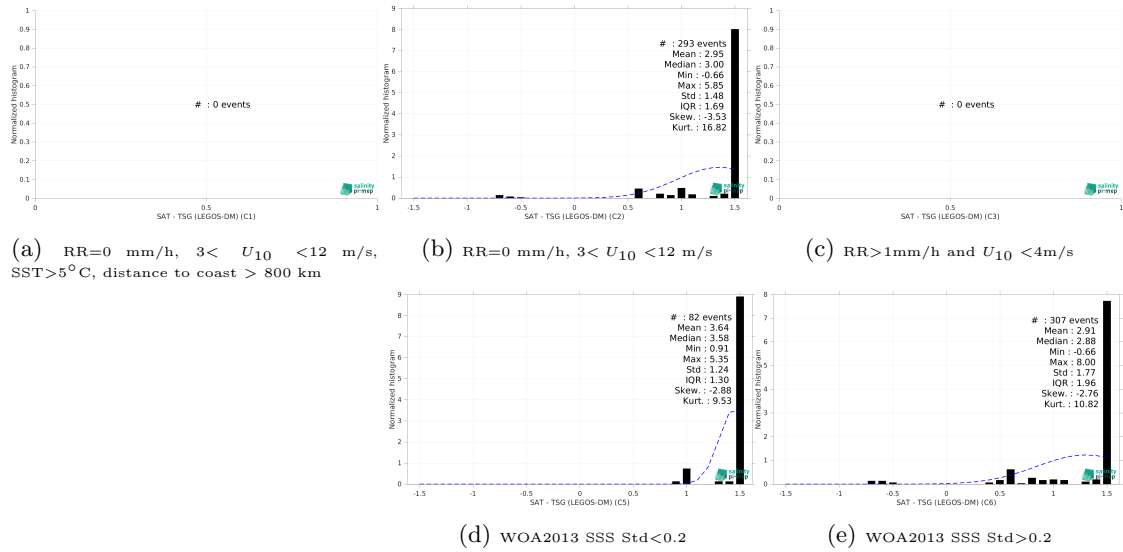 1
0.9
0.8
0.7
0.6
0.5
0.4
0.3
0.2
0.1
0
Normalized histogram
# : 0 events
salinity
pi-mep
0 0.5 1
SAT - TSG (LEGOS-DM) (C1)
(a) RR=0 mm/h, 3< U10 <12 m/s,
SST>5°C, distance to coast > 800 km
9
8
7
6
5
4
3
2
1
0
Normalized histogram
# : 293 events
Mean : 2.95
Median : 3.00
Min : -0.66
Max : 5.85
Std : 1.48
IQR : 1.69
Skew. : -3.53
Kurt. : 16.82
salinity
pi-mep
-1.5 -1 -0.5 0 0.5 1 1.5
SAT - TSG (LEGOS-DM) (C2)
(b) RR=0 mm/h, 3< U10 <12 m/s
1
0.9
0.8
0.7
0.6
0.5
0.4
0.3
0.2
0.1
0
Normalized histogram
# : 0 events
salinity
pi-mep
0 0.5 1
SAT - TSG (LEGOS-DM) (C3)
(c) RR>1mm/h and U10 <4m/s
9
8
7
6
5
4
3
2
1
0
Normalized histogram
# : 82 events
Mean : 3.64
Median : 3.58
Min : 0.91
Max : 5.35
Std : 1.24
IQR : 1.30
Skew. : -2.88
Kurt. : 9.53
salinity
pi-mep
-1.5 -1 -0.5 0 0.5 1 1.5
SAT - TSG (LEGOS-DM) (C5)
(d) WOA2013 SSS Std<0.2
8
7
6
5
4
3
2
1
0
Normalized histogram
# : 307 events
Mean : 2.91
Median : 2.88
Min : -0.66
Max : 8.00
Std : 1.77
IQR : 1.96
Skew. : -2.76
Kurt. : 10.82
salinity
pi-mep
-1.5 -1 -0.5 0 0.5 1 1.5
SAT - TSG (LEGOS-DM) (C6)
(e) WOA2013 SSS Std>0.2